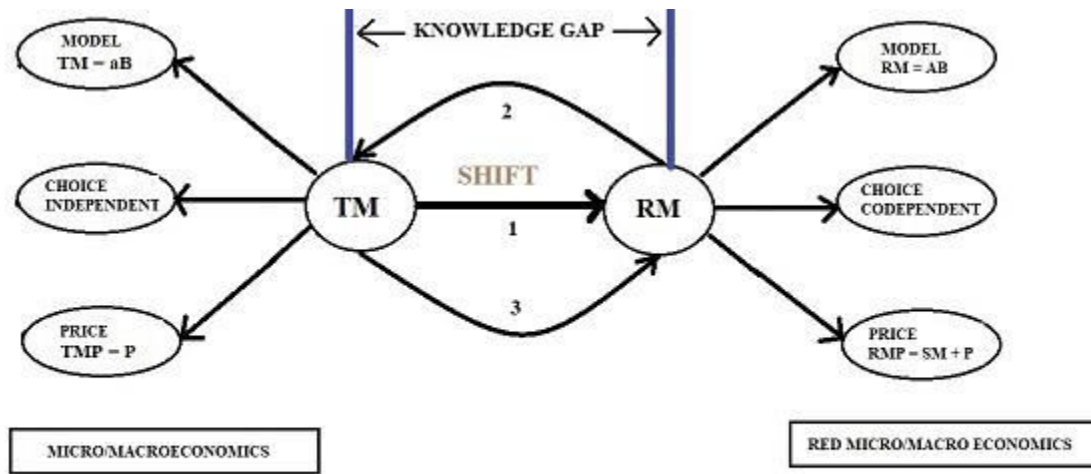 KNOWLEDGE GAP
MODEL
TM = aB
MODEL
RM = AB
2
CHOICE
INDEPENDENT
SHIFT
TM
RM
CHOICE
CODEPENDENT
1
3
PRICE
TMP = P
PRICE
RMP = SM + P
MICRO/MACROECONOMICS
RED MICRO/MACRO ECONOMICS